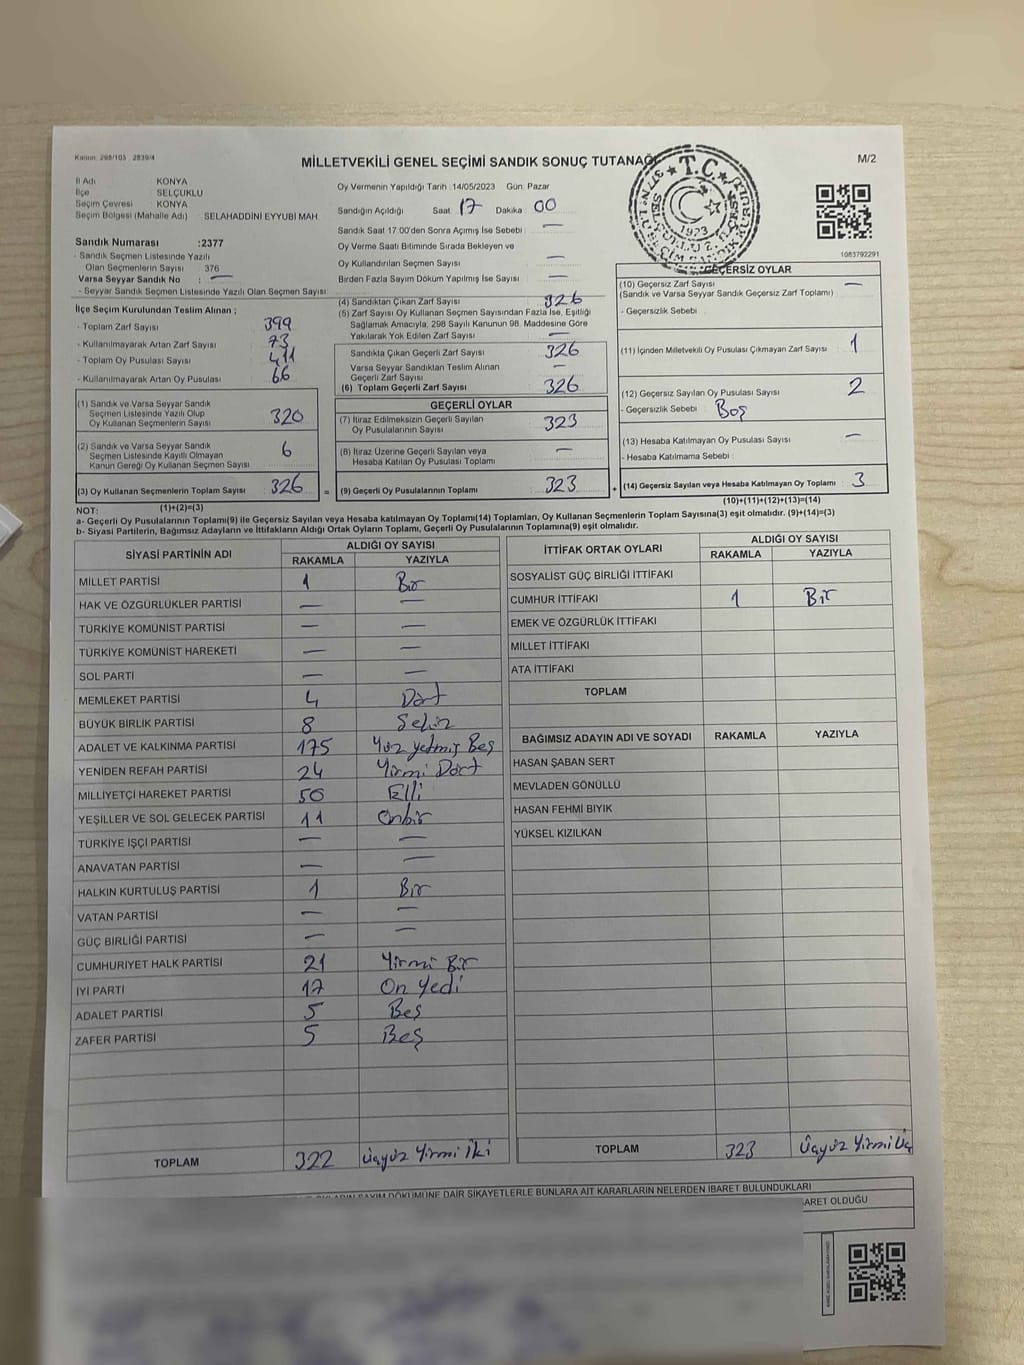 Kanun: 298/103 , 2839/4
MİLLETVEKİLİ GENEL SEÇİMİ SANDIK SONUÇ TUTANAĞI
M/2
İl Adı KONYA
İlçe SELÇUKLU
Seçim Çevresi KONYA
Seçim Bölgesi (Mahalle Adı) SELAHADDİNİ EYYUBİ MAH
Sandık Numarası :2377
- Sandık Seçmen Listesinde Yazılı
Olan Seçmenlerin Sayısı 376
Varsa Seyyar Sandık No : —
- Seyyar Sandık Seçmen Listesinde Yazılı Olan Seçmen Sayısı
İlçe Seçim Kurulundan Teslim Alınan ;
- Toplam Zarf Sayısı 399
- Kullanılmayarak Artan Zarf Sayısı 73
- Toplam Oy Pusulası Sayısı 411
- Kullanılmayarak Artan Oy Pusulası 66
(1) Sandık ve Varsa Seyyar Sandık
Seçmen Listesinde Yazılı Olup
Oy Kullanan Seçmenlerin Sayısı 320
(2) Sandık ve Varsa Seyyar Sandık
Seçmen Listesinde Kayıtlı Olmayan
Kanun Gereği Oy Kullanan Seçmen Sayısı 6
(3) Oy Kullanan Seçmenlerin Toplam Sayısı 326
Oy Vermenin Yapıldığı Tarih :14/05/2023 Gün: Pazar
Sandığın Açıldığı Saat 17 Dakika : 00
Sandık Saat 17:00'den Sonra Açımış İse Sebebi : —
Oy Verme Saati Bitiminde Sırada Bekleyen ve
Oy Kullandırılan Seçmen Sayısı : —
Birden Fazla Sayım Döküm Yapılmış İse Sayısı : —
(4) Sandıktan Çıkan Zarf Sayısı 326
(5) Zarf Sayısı Oy Kullanan Seçmen Sayısından Fazla İse, Eşitliği
Sağlamak Amacıyla; 298 Sayılı Kanunun 98. Maddesine Göre
Yakılarak Yok Edilen Zarf Sayısı —
Sandıkta Çıkan Geçerli Zarf Sayısı 326
Varsa Seyyar Sandıktan Teslim Alınan
Geçerli Zarf Sayısı —
(6) Toplam Geçerli Zarf Sayısı 326
GEÇERLİ OYLAR
(7) İtiraz Edilmeksizin Geçerli Sayılan
Oy Pusulalarının Sayısı 323
(8) İtiraz Üzerine Geçerli Sayılan veya
Hesaba Katılan Oy Pusulası Toplamı —
= (9) Geçerli Oy Pusulalarının Toplamı 323
T.C.
1923
1083792291
GEÇERSİZ OYLAR
(10) Geçersiz Zarf Sayısı —
(Sandık ve Varsa Seyyar Sandık Geçersiz Zarf Toplamı)
- Geçersizlik Sebebi
(11) İçinden Milletvekili Oy Pusulası Çıkmayan Zarf Sayısı 1
(12) Geçersiz Sayılan Oy Pusulası Sayısı 2
- Geçersizlik Sebebi : Boş
(13) Hesaba Katılmayan Oy Pusulası Sayısı —
- Hesaba Katılmama Sebebi :
+ (14) Geçersiz Sayılan veya Hesaba Katılmayan Oy Toplamı 3
NOT: (1)+(2)=(3) (10)+(11)+(12)+(13)=(14)
a- Geçerli Oy Pusulalarının Toplamı(9) ile Geçersiz Sayılan veya Hesaba katılmayan Oy Toplamı(14) Toplamları, Oy Kullanan Seçmenlerin Toplam Sayısına(3) eşit olmalıdır. (9)+(14)=(3)
b- Siyasi Partilerin, Bağımsız Adayların ve İttifakların Aldığı Ortak Oyların Toplamı, Geçerli Oy Pusulalarının Toplamına(9) eşit olmalıdır.
SİYASİ PARTİNİN ADI ALDIĞI OY SAYISI
RAKAMLA YAZIYLA
MİLLET PARTİSİ 1 Bir
HAK VE ÖZGÜRLÜKLER PARTİSİ — —
TÜRKİYE KOMÜNİST PARTİSİ — —
TÜRKİYE KOMÜNİST HAREKETİ — —
SOL PARTİ — —
MEMLEKET PARTİSİ 4 Dört
BÜYÜK BİRLİK PARTİSİ 8 Sekiz
ADALET VE KALKINMA PARTİSİ 175 Yüz yetmiş Beş
YENİDEN REFAH PARTİSİ 24 Yirmi Dört
MİLLİYETÇİ HAREKET PARTİSİ 50 Elli
YEŞİLLER VE SOL GELECEK PARTİSİ 11 Onbir
TÜRKİYE İŞÇİ PARTİSİ — —
ANAVATAN PARTİSİ — —
HALKIN KURTULUŞ PARTİSİ 1 Bir
VATAN PARTİSİ — —
GÜÇ BİRLİĞİ PARTİSİ — —
CUMHURİYET HALK PARTİSİ 21 Yirmi Bir
İYİ PARTİ 17 On Yedi
ADALET PARTİSİ 5 Beş
ZAFER PARTİSİ 5 Beş
TOPLAM 322 Üçyüz Yirmi İki
İTTİFAK ORTAK OYLARI ALDIĞI OY SAYISI
RAKAMLA YAZIYLA
SOSYALİST GÜÇ BİRLİĞİ İTTİFAKI
CUMHUR İTTİFAKI 1 Bir
EMEK VE ÖZGÜRLÜK İTTİFAKI
MİLLET İTTİFAKI
ATA İTTİFAKI
TOPLAM
BAĞIMSIZ ADAYIN ADI VE SOYADI RAKAMLA YAZIYLA
HASAN ŞABAN SERT
MEVLADEN GÖNÜLLÜ
HASAN FEHMİ BIYIK
YÜKSEL KIZILKAN
TOPLAM 323 Üçyüz Yirmi Üç
SAYIM DÖKÜMÜNE DAİR ŞİKAYETLERLE BUNLARA AİT KARARLARIN NELERDEN İBARET BULUNDUKLARI
İBARET OLDUĞU